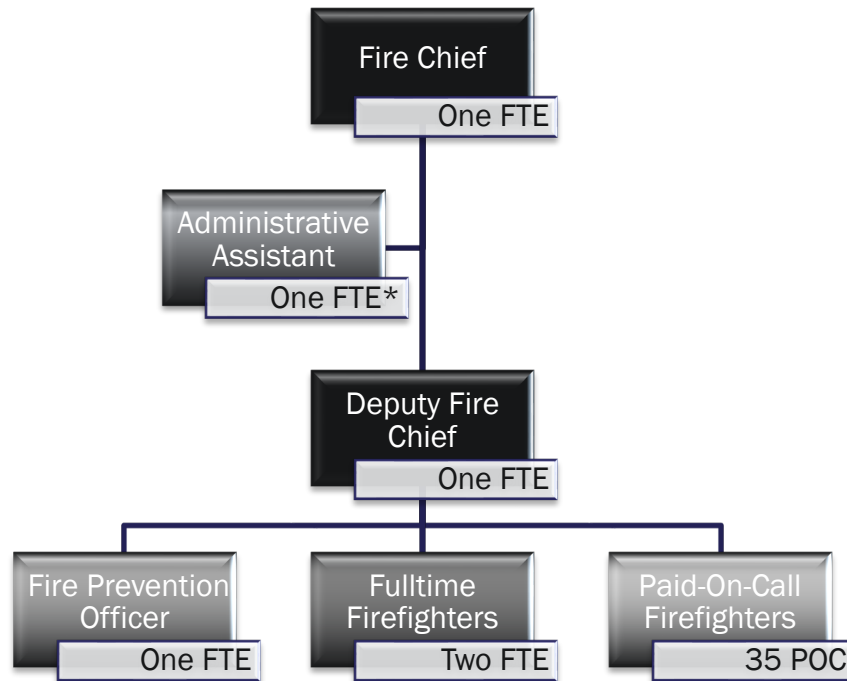 Fire Chief
One FTE
Administrative
Assistant
One FTE*
Deputy Fire
Chief
One FTE
Fire Prevention
Officer
One FTE
Fulltime
Firefighters
Two FTE
Paid-On-Call
Firefighters
35 POC